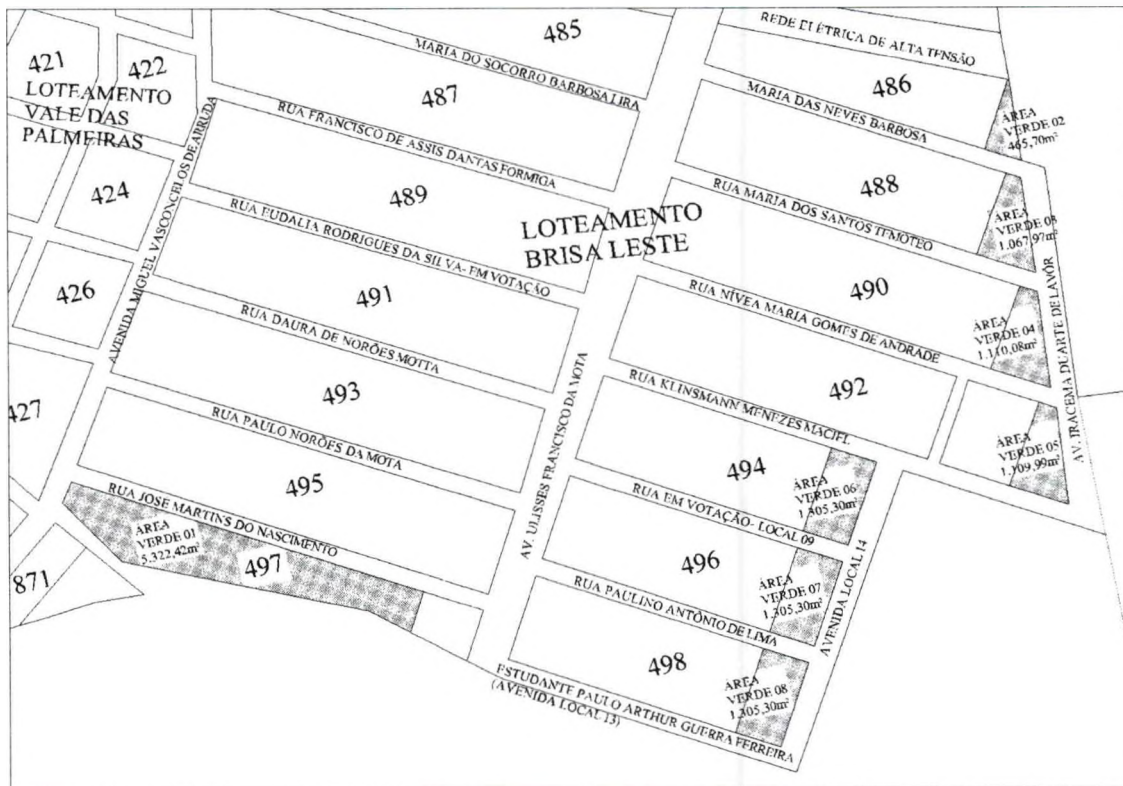 485
REDE ELÉTRICA DE ALTA TENSÃO
421
422
LOTEAMENTO
VALE DAS
PALMEIRAS
MARIA DO SOCORRO BARBOSA LIRA
487
486
MARIA DAS NEVES BARBOSA
ÁREA
VERDE 02
465,70m²
RUA FRANCISCO DE ASSIS DANTAS FORMIGA
AVENIDA MIGUEL VASCONCELOS DE ARRUDA
424
489
488
RUA MARIA DOS SANTOS TEMOTEO
ÁREA
VERDE 03
1.067,97m²
RUA EUDALIA RODRIGUES DA SILVA- EM VOTAÇÃO
LOTEAMENTO
BRISA LESTE
426
491
490
RUA NÍVEA MARIA GOMES DE ANDRADE
ÁREA
VERDE 04
1.110,08m²
AV. IRACEMA DUARTE DE LAVÔR
RUA DAURA DE NORÕES MOTTA
427
493
492
RUA KLINSMANN MENEZES MACIEL
AV. ULISSES FRANCISCO DA MOTA
ÁREA
VERDE 05
1.109,99m²
RUA PAULO NORÕES DA MOTA
495
494
ÁREA
VERDE 06
1.305,30m²
RUA EM VOTAÇÃO- LOCAL 09
RUA JOSE MARTINS DO NASCIMENTO
ÁREA
VERDE 01
5.322,42m²
497
871
496
ÁREA
VERDE 07
1.305,30m²
AVENIDA LOCAL 14
RUA PAULINO ANTÔNIO DE LIMA
498
ÁREA
VERDE 08
1.305,30m²
ESTUDANTE PAULO ARTHUR GUERRA FERREIRA
(AVENIDA LOCAL 13)